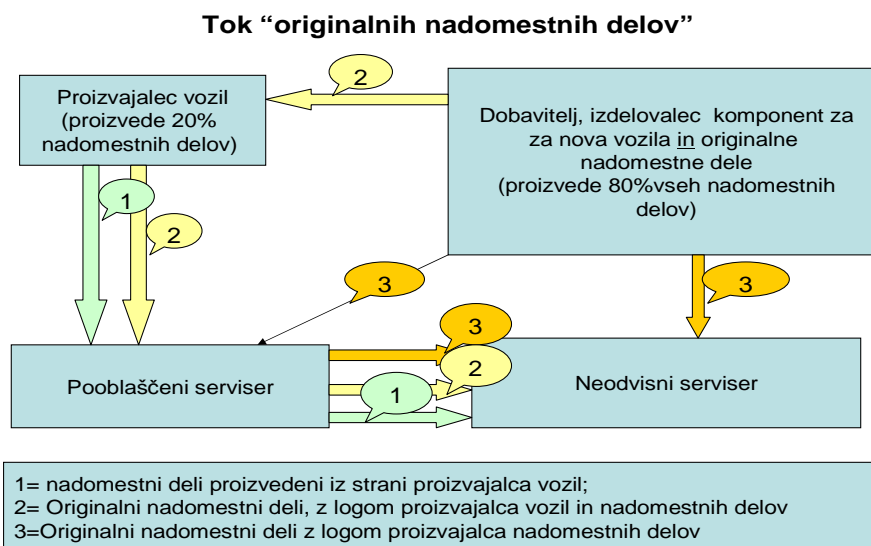 Tok “originalnih nadomestnih delov”
2
Proizvajalec vozil
(proizvede 20%
nadomestnih delov)
Dobavitelj, izdelovalec komponent za
za nova vozila in originalne
nadomestne dele
(proizvede 80%vseh nadomestnih
delov)
1
2
3
3
Pooblaščeni serviser
3
2
1
Neodvisni serviser
1= nadomestni deli proizvedeni iz strani proizvajalca vozil;
2= Originalni nadomestni deli, z logom proizvajalca vozil in nadomestnih delov
3=Originalni nadomestni deli z logom proizvajalca nadomestnih delov